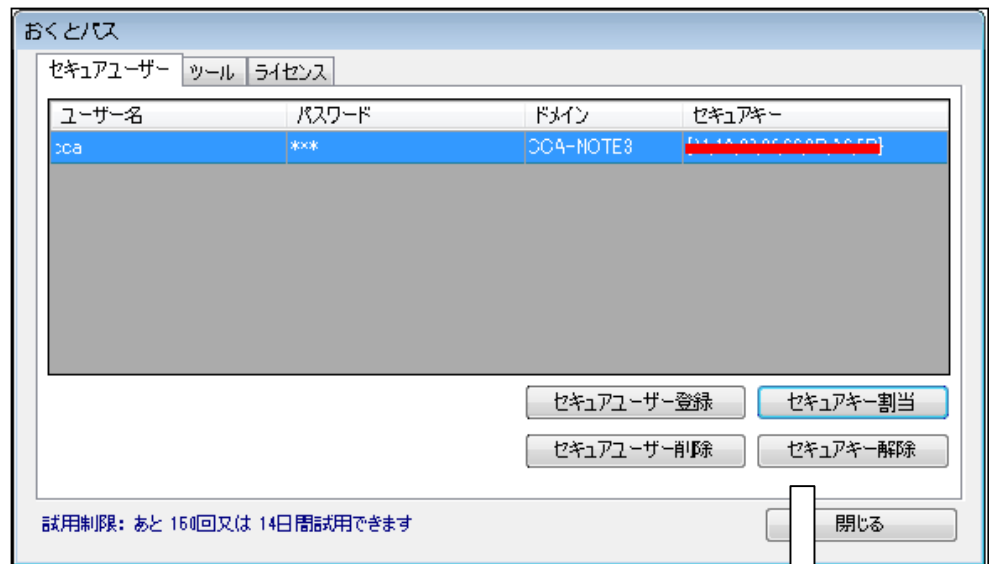 おくとパス
セキュアユーザー ツール ライセンス
ユーザー名 パスワード ドメイン セキュアキー
cca *** CCA-NOTE3
セキュアユーザー登録 セキュアキー割当
セキュアユーザー削除 セキュアキー解除
試用制限: あと 150回又は 14日間試用できます
閉じる